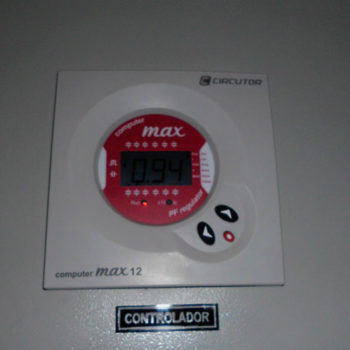 CIRCUTOR
computer
max
0.94
PF regulator
computer max 12
CONTROLADOR